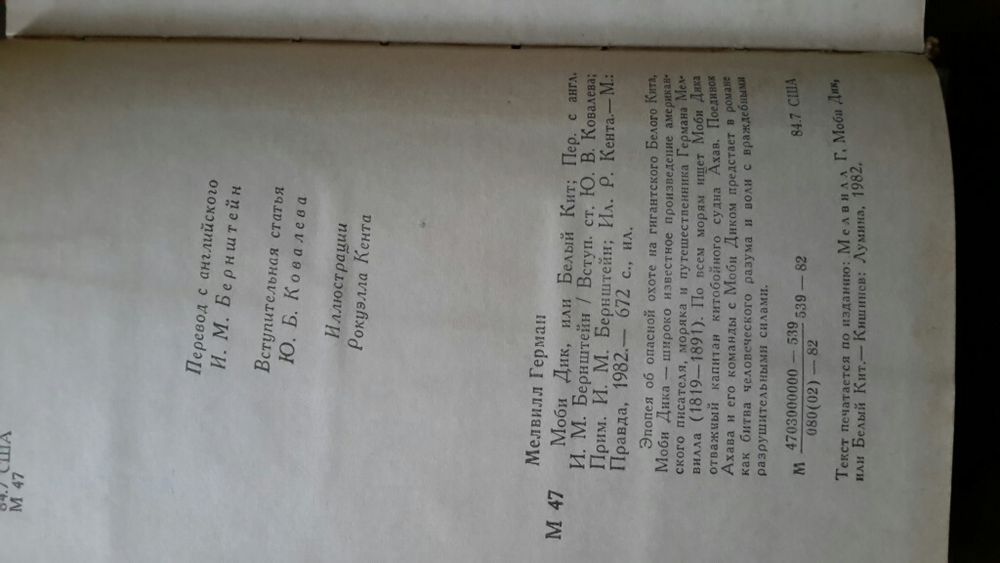 84.7 США
М 47
Перевод с английского
И. М. Бернштейн
Вступительная статья
Ю. Б. Ковалева
Иллюстрации
Рокуэлла Кента
Мелвилл Герман
М 47 Моби Дик, или Белый Кит; Пер. с англ.
И. М. Бернштейн / Вступ. ст. Ю. В. Ковалева;
Прим. И. М. Бернштейн; Ил. Р. Кента.— М.:
Правда, 1982.— 672 с., ил.
Эпопея об опасной охоте на гигантского Белого Кита,
Моби Дика — широко известное произведение американ-
ского писателя, моряка и путешественника Германа Мел-
вилла (1819—1891). По всем морям ищет Моби Дика
отважный капитан китобойного судна Ахав. Поединок
Ахава и его команды с Моби Диком предстает в романе
как битва человеческого разума и воли с враждебными
разрушительными силами.
М 4703000000 — 539
080(02) — 82 539 — 82 84.7 США
Текст печатается по изданию: Мелвилл Г. Моби Дик,
или Белый Кит.— Кишинев: Лумина, 1982.